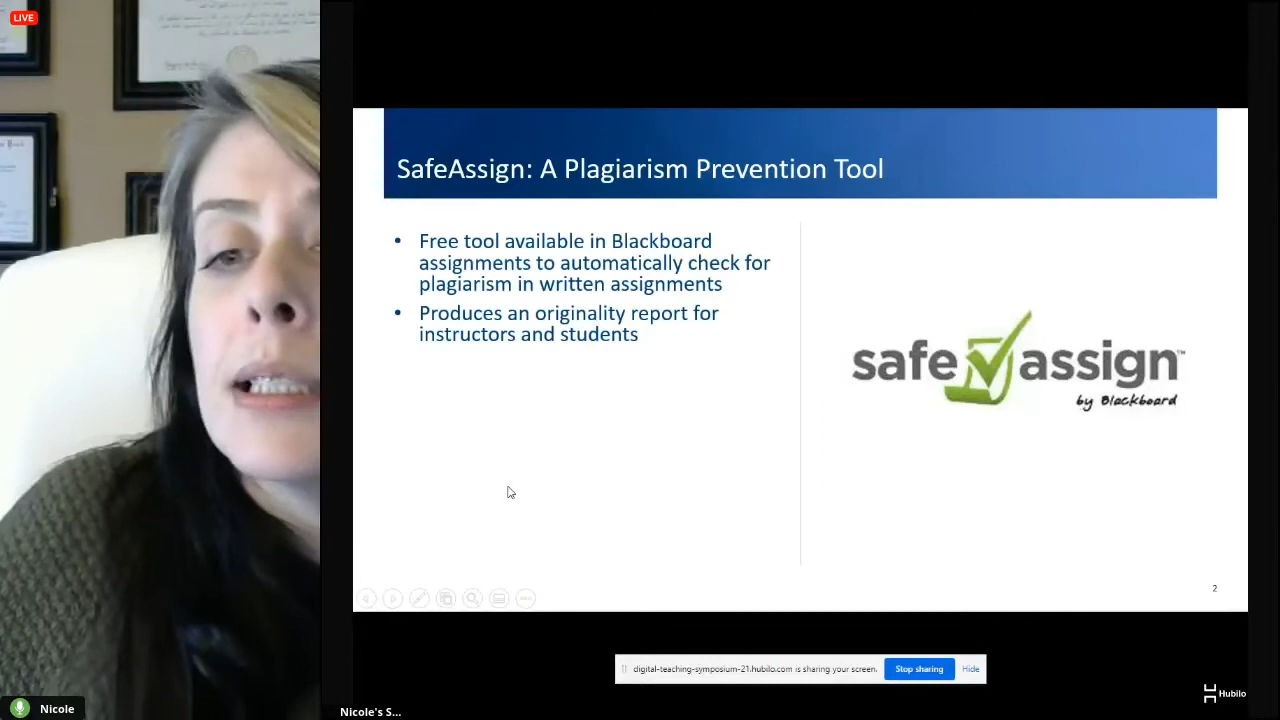 LIVE
SafeAssign: A Plagiarism Prevention Tool
• Free tool available in Blackboard
assignments to automatically check for
plagiarism in written assignments
• Produces an originality report for
instructors and students
safe assign™
by Blackboard
2
digital-teaching-symposium-21.hubilo.com is sharing your screen.
Stop sharing
Hide
Hubilo
Nicole
Nicole's S...